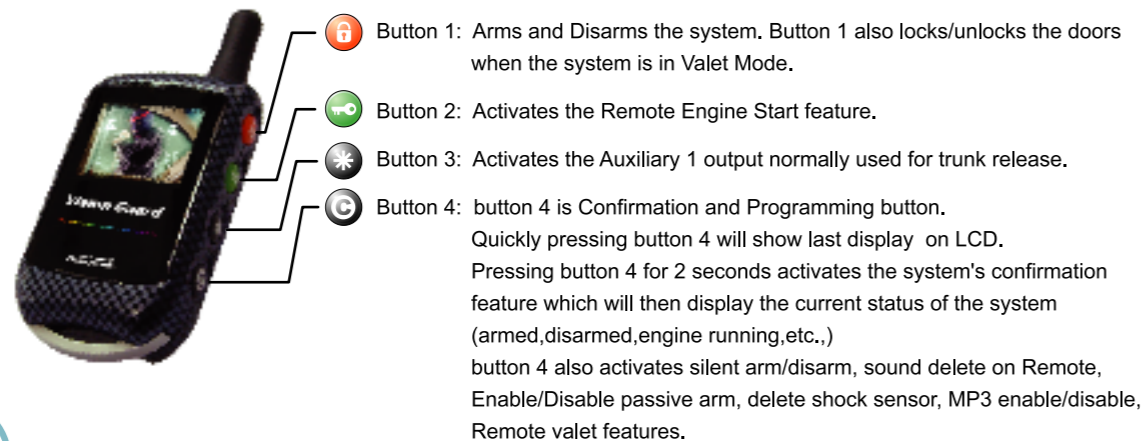 Button 1: Arms and Disarms the system. Button 1 also locks/unlocks the doors
when the system is in Valet Mode.
Button 2: Activates the Remote Engine Start feature.
Button 3: Activates the Auxiliary 1 output normally used for trunk release.
C
Button 4: button 4 is Confirmation and Programming button.
Quickly pressing button 4 will show last display on LCD.
Pressing button 4 for 2 seconds activates the system's confirmation
feature which will then display the current status of the system
(armed,disarmed,engine running,etc.,)
button 4 also activates silent arm/disarm, sound delete on Remote,
Enable/Disable passive arm, delete shock sensor, MP3 enable/disable,
Remote valet features.
Vision Guard